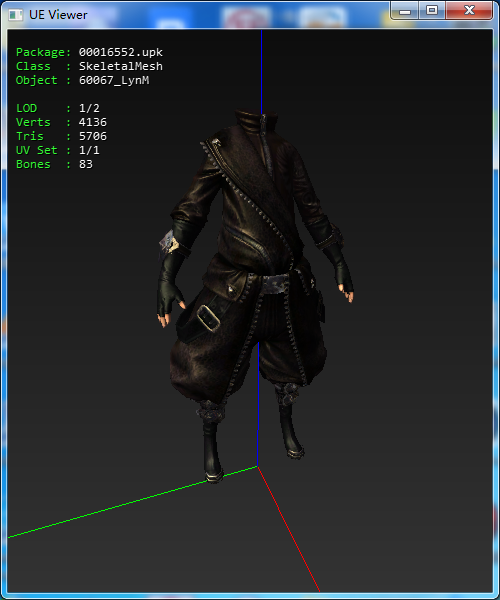 UE Viewer
Package: 00016552.upk
Class  : SkeletalMesh
Object : 60067_LynM
LOD    : 1/2
Verts  : 4136
Tris   : 5706
UV Set : 1/1
Bones  : 83